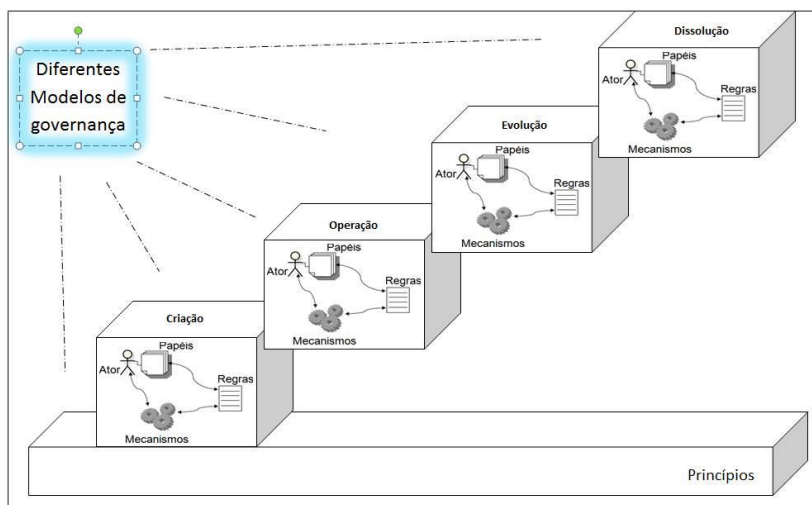 Diferentes
Modelos de
governança
Dissolução
Papéis
Ator
Regras
Mecanismos
Evolução
Papéis
Ator
Regras
Mecanismos
Operação
Papéis
Ator
Regras
Mecanismos
Criação
Papéis
Ator
Regras
Mecanismos
Princípios